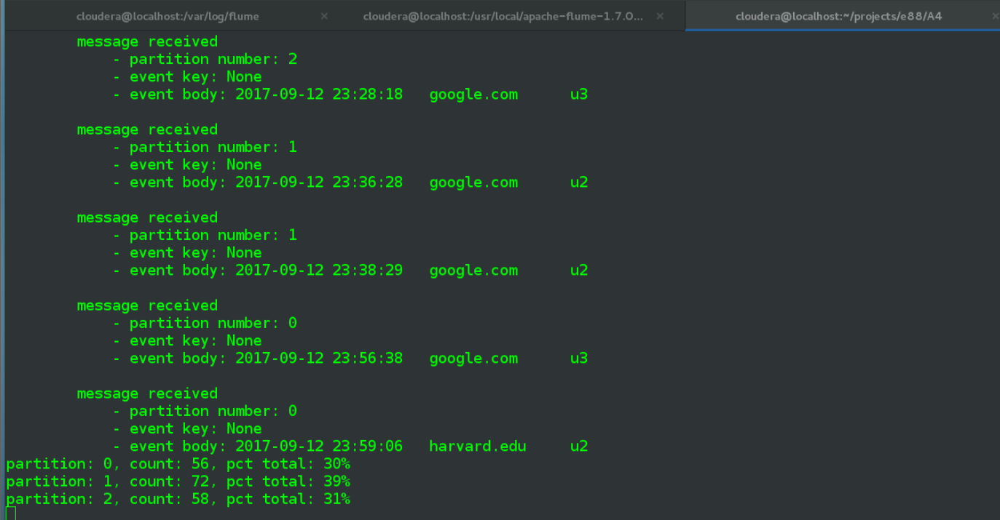 cloudera@localhost:/var/log/flume × cloudera@localhost:/usr/local/apache-flume-1.7.0... × cloudera@localhost:~/projects/e88/A4 ×
message received
- partition number: 2
- event key: None
- event body: 2017-09-12 23:28:18 google.com u3
message received
- partition number: 1
- event key: None
- event body: 2017-09-12 23:36:28 google.com u2
message received
- partition number: 1
- event key: None
- event body: 2017-09-12 23:38:29 google.com u2
message received
- partition number: 0
- event key: None
- event body: 2017-09-12 23:56:38 google.com u3
message received
- partition number: 0
- event key: None
- event body: 2017-09-12 23:59:06 harvard.edu u2
partition: 0, count: 56, pct total: 30%
partition: 1, count: 72, pct total: 39%
partition: 2, count: 58, pct total: 31%